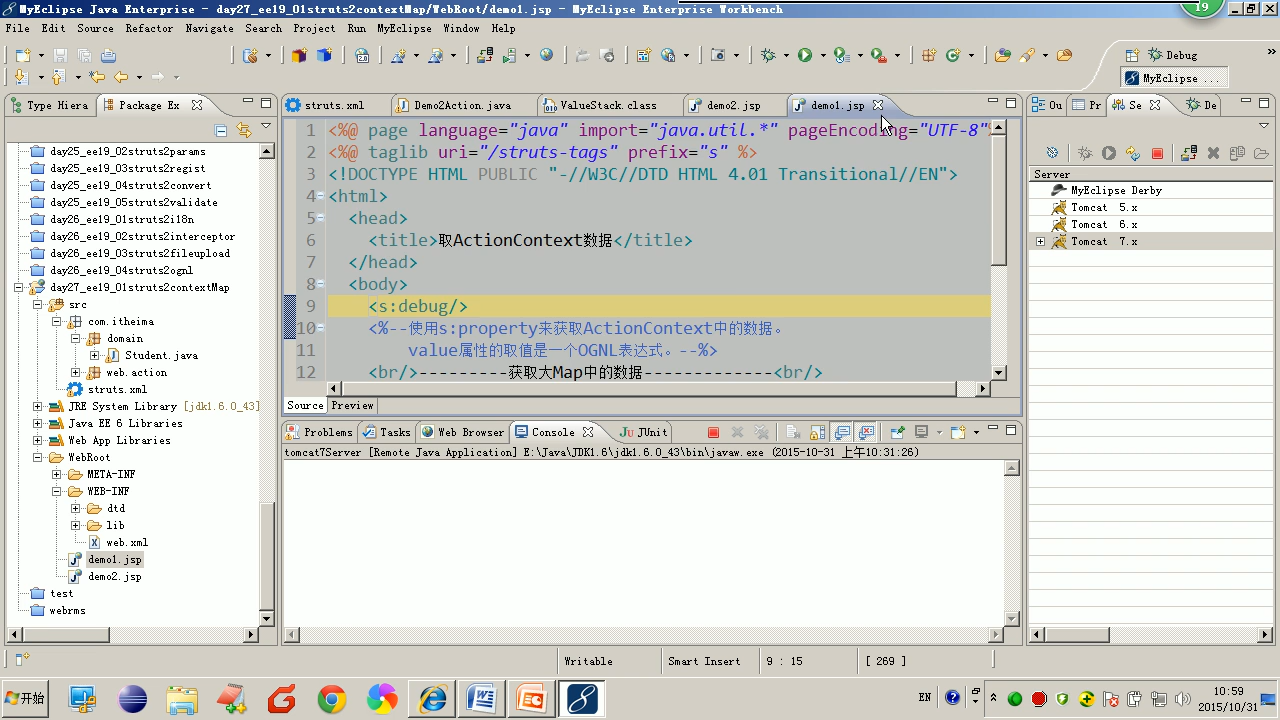 MyEclipse Java Enterprise - day27_ee19_01struts2contextMap/WebRoot/demo1.jsp - MyEclipse Enterprise Workbench
19
File Edit Source Refactor Navigate Search Project Run MyEclipse Window Help
Debug
MyEclipse ...
Type Hiera
Package Ex
struts.xml
Demo2Action.java
ValueStack.class
demo2.jsp
demo1.jsp
Ou
Pr
Se
De
day25_ee19_02struts2params
day25_ee19_03struts2regist
day25_ee19_04struts2convert
day25_ee19_05struts2validate
day26_ee19_01struts2i18n
day26_ee19_02struts2interceptor
day26_ee19_03struts2fileupload
day26_ee19_04struts2ognl
day27_ee19_01struts2contextMap
src
com.itheima
domain
Student.java
web.action
struts.xml
JRE System Library [jdk1.6.0_43]
Java EE 6 Libraries
Web App Libraries
WebRoot
META-INF
WEB-INF
dtd
lib
web.xml
demo1.jsp
demo2.jsp
test
webrms
1 <%@ page language="java" import="java.util.*" pageEncoding="UTF-8"%
2 <%@ taglib uri="/struts-tags" prefix="s" %>
3 <!DOCTYPE HTML PUBLIC "-//W3C//DTD HTML 4.01 Transitional//EN">
4 <html>
5 <head>
6 <title>取ActionContext数据</title>
7 </head>
8 <body>
9 <s:debug/>
10 <%--使用s:property来获取ActionContext中的数据。
11 value属性的取值是一个OGNL表达式。--%>
12 <br/>---------获取大Map中的数据-------------<br/>
Source Preview
Problems Tasks Web Browser Console JUnit
tomcat7Server [Remote Java Application] E:\Java\JDK1.6\jdk1.6.0_43\bin\javaw.exe (2015-10-31 上午10:31:26)
Server
MyEclipse Derby
Tomcat 5.x
Tomcat 6.x
Tomcat 7.x
Writable
Smart Insert
9 : 15
[ 269 ]
开始
EN
10:59
2015/10/31